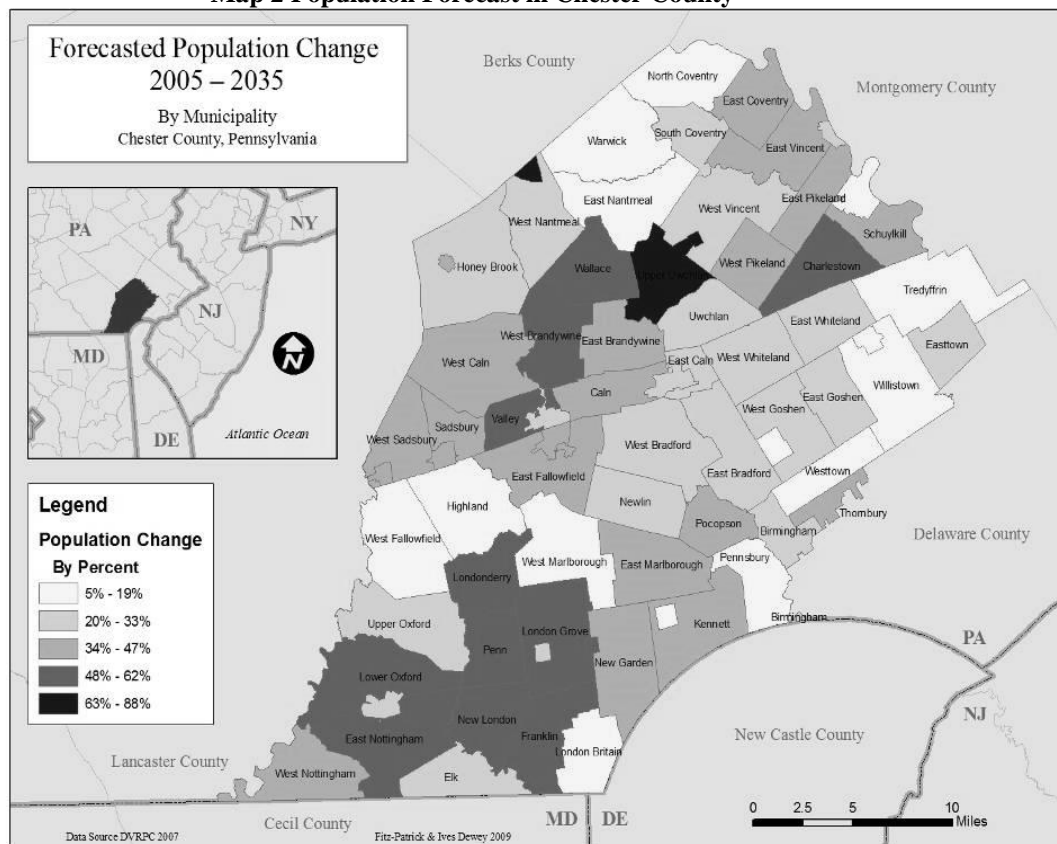 Map 2 Population Forecast in Chester County
Forecasted Population Change
2005 – 2035
By Municipality
Chester County, Pennsylvania
Berks County
Montgomery County
North Coventry
East Coventry
South Coventry
Warwick
East Vincent
East Nantmeal
East Pikeland
West Vincent
West Nantmeal
Schuylkill
Honey Brook
Wallace
Upper Uwchlan
West Pikeland
Charlestown
Tredyffrin
Uwchlan
East Whiteland
West Brandywine
East Brandywine
Easttown
West Caln
East Caln
West Whiteland
Willistown
Caln
East Goshen
West Goshen
Valley
Sadsbury
West Sadsbury
West Bradford
Westtown
East Fallowfield
East Bradford
Newlin
Thornbury
Highland
Pocopson
Birmingham
Delaware County
West Fallowfield
West Marlborough
Pennsbury
East Marlborough
Londonderry
Birmingham
Upper Oxford
London Grove
Kennett
Penn
New Garden
Lower Oxford
New London
East Nottingham
Franklin
London Britain
New Castle County
Lancaster County
West Nottingham
Elk
PA
NJ
MD
DE
Cecil County
PA
NY
NJ
MD
DE
N
Atlantic Ocean
Legend
Population Change
By Percent
5% - 19%
20% - 33%
34% - 47%
48% - 62%
63% - 88%
0 2.5 5 10
Miles
Data Source DVRPC 2007
Fitz-Patrick & Ives Dewey 2009